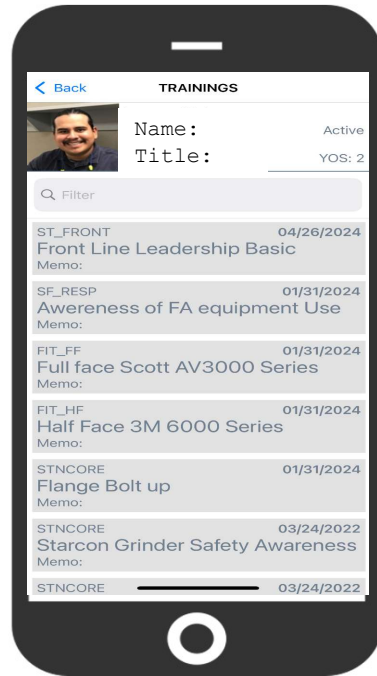 Back TRAININGS
Name: Active
Title: YOS: 2
Filter
ST_FRONT 04/26/2024
Front Line Leadership Basic
Memo:
SF_RESP 01/31/2024
Awereness of FA equipment Use
Memo:
FIT_FF 01/31/2024
Full face Scott AV3000 Series
Memo:
FIT_HF 01/31/2024
Half Face 3M 6000 Series
Memo:
STNCORE 01/31/2024
Flange Bolt up
Memo:
STNCORE 03/24/2022
Starcon Grinder Safety Awareness
Memo:
STNCORE 03/24/2022